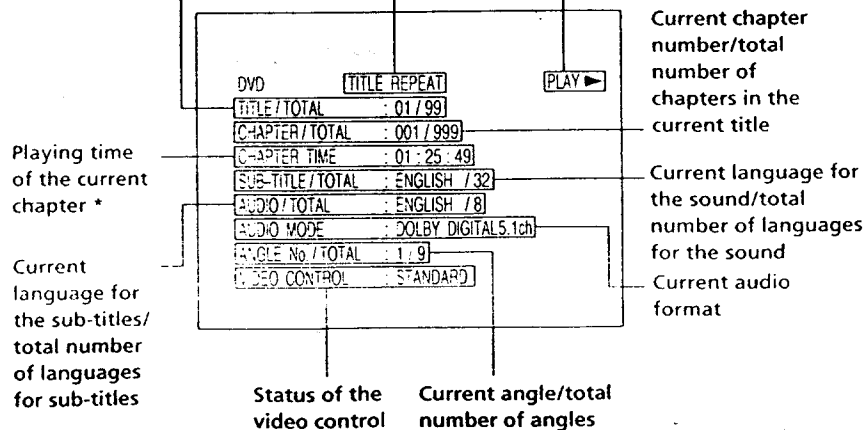 Current chapter
number/total
number of
chapters in the
current title
DVD TITLE REPEAT PLAY ►
TITLE / TOTAL : 01 / 99
CHAPTER / TOTAL : 001 / 999
CHAPTER TIME : 01 : 25 : 49
SUB-TITLE / TOTAL : ENGLISH / 32
AUDIO / TOTAL : ENGLISH / 8
AUDIO MODE : DOLBY DIGITAL5.1ch
ANGLE No. / TOTAL : 1 / 9
VIDEO CONTROL : STANDARD
Playing time
of the current
chapter *
Current
language for
the sub-titles/
total number
of languages
for sub-titles
Current language for
the sound/total
number of languages
for the sound
Current audio
format
Status of the
video control
Current angle/total
number of angles